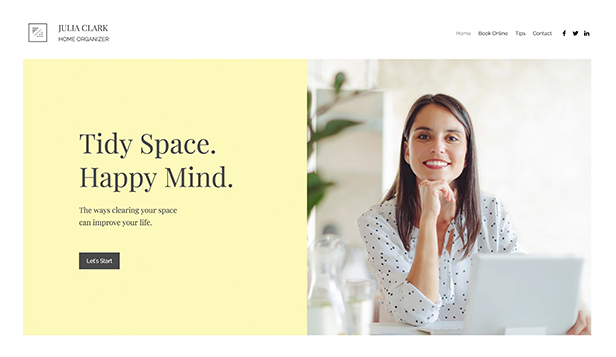 JULIA CLARK
HOME ORGANIZER
Home Book Online Tips Contact
Tidy Space.
Happy Mind.
The ways clearing your space
can improve your life.
Let's Start